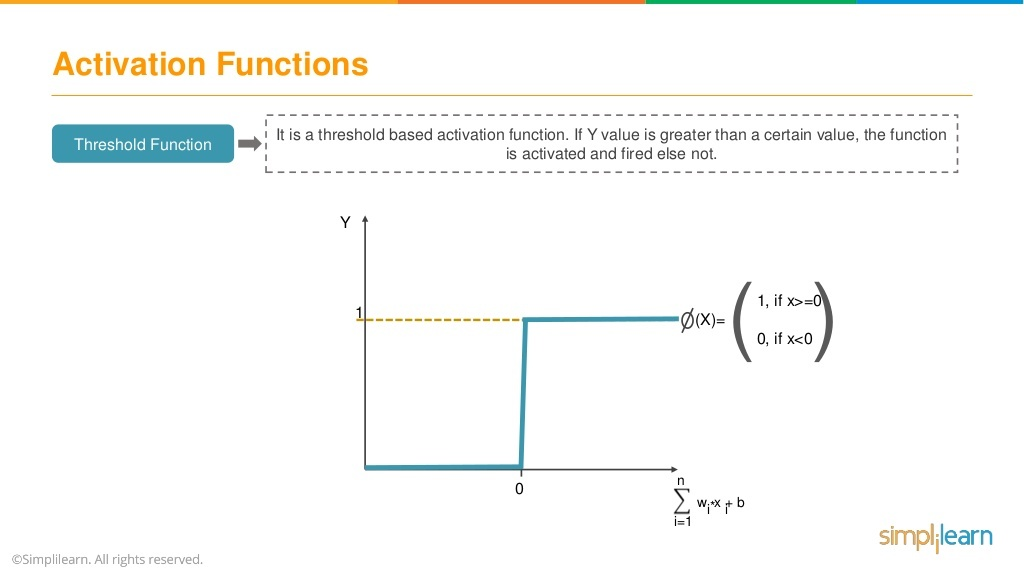 Activation Functions
Threshold Function
It is a threshold based activation function. If Y value is greater than a certain value, the function
is activated and fired else not.
Y
1
∅(X)=
1, if x>=0
0, if x<0
0
n
∑ wi*xi + b
i=1
simplilearn
©Simplilearn. All rights reserved.